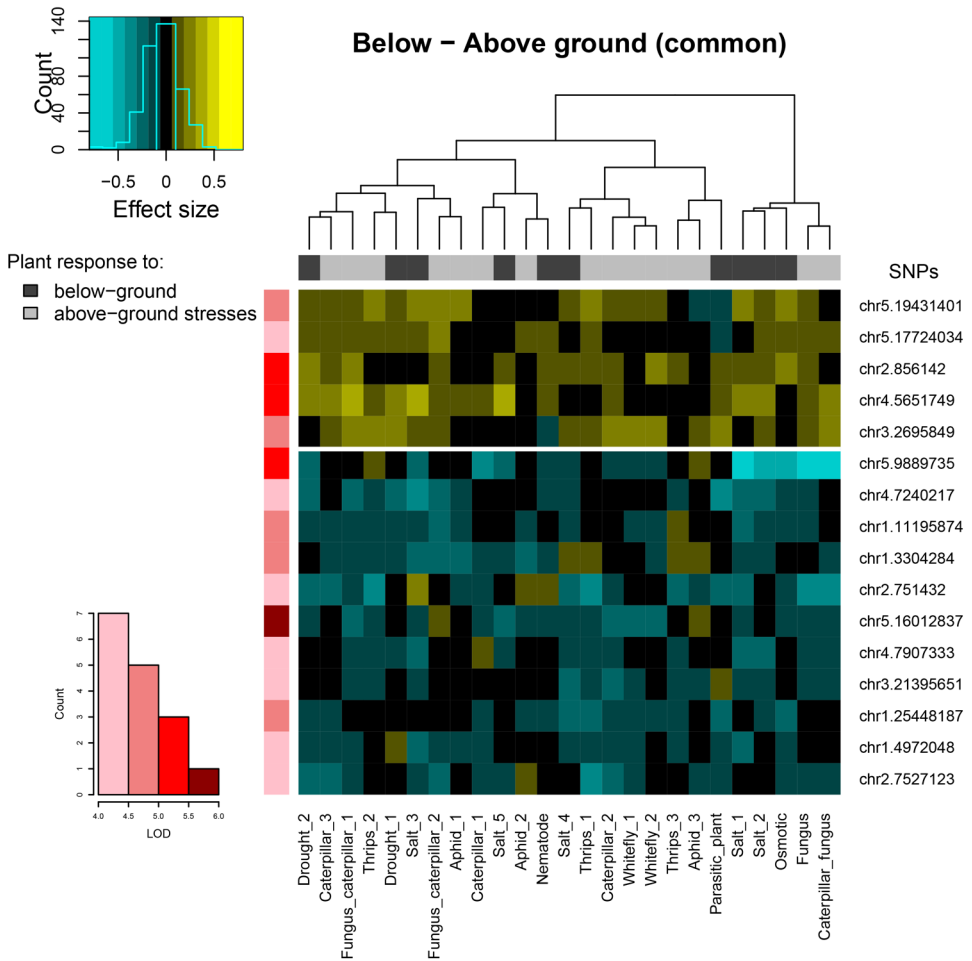 Below − Above ground (common)
Count
0
40
80
140
−0.5
0
0.5
Effect size
Plant response to:
below−ground
above−ground stresses
SNPs
chr5.19431401
chr5.17724034
chr2.856142
chr4.5651749
chr3.2695849
chr5.9889735
chr4.7240217
chr1.11195874
chr1.3304284
chr2.751432
chr5.16012837
chr4.7907333
chr3.21395651
chr1.25448187
chr1.4972048
chr2.7527123
Count
0
1
2
3
4
5
6
7
4.0
4.5
5.0
5.5
6.0
LOD
Drought_2
Caterpillar_3
Fungus_caterpillar_1
Thrips_2
Drought_1
Salt_3
Fungus_caterpillar_2
Aphid_1
Caterpillar_1
Salt_5
Aphid_2
Nematode
Salt_4
Thrips_1
Caterpillar_2
Whitefly_1
Whitefly_2
Thrips_3
Aphid_3
Parasitic_plant
Salt_1
Salt_2
Osmotic
Fungus
Caterpillar_fungus